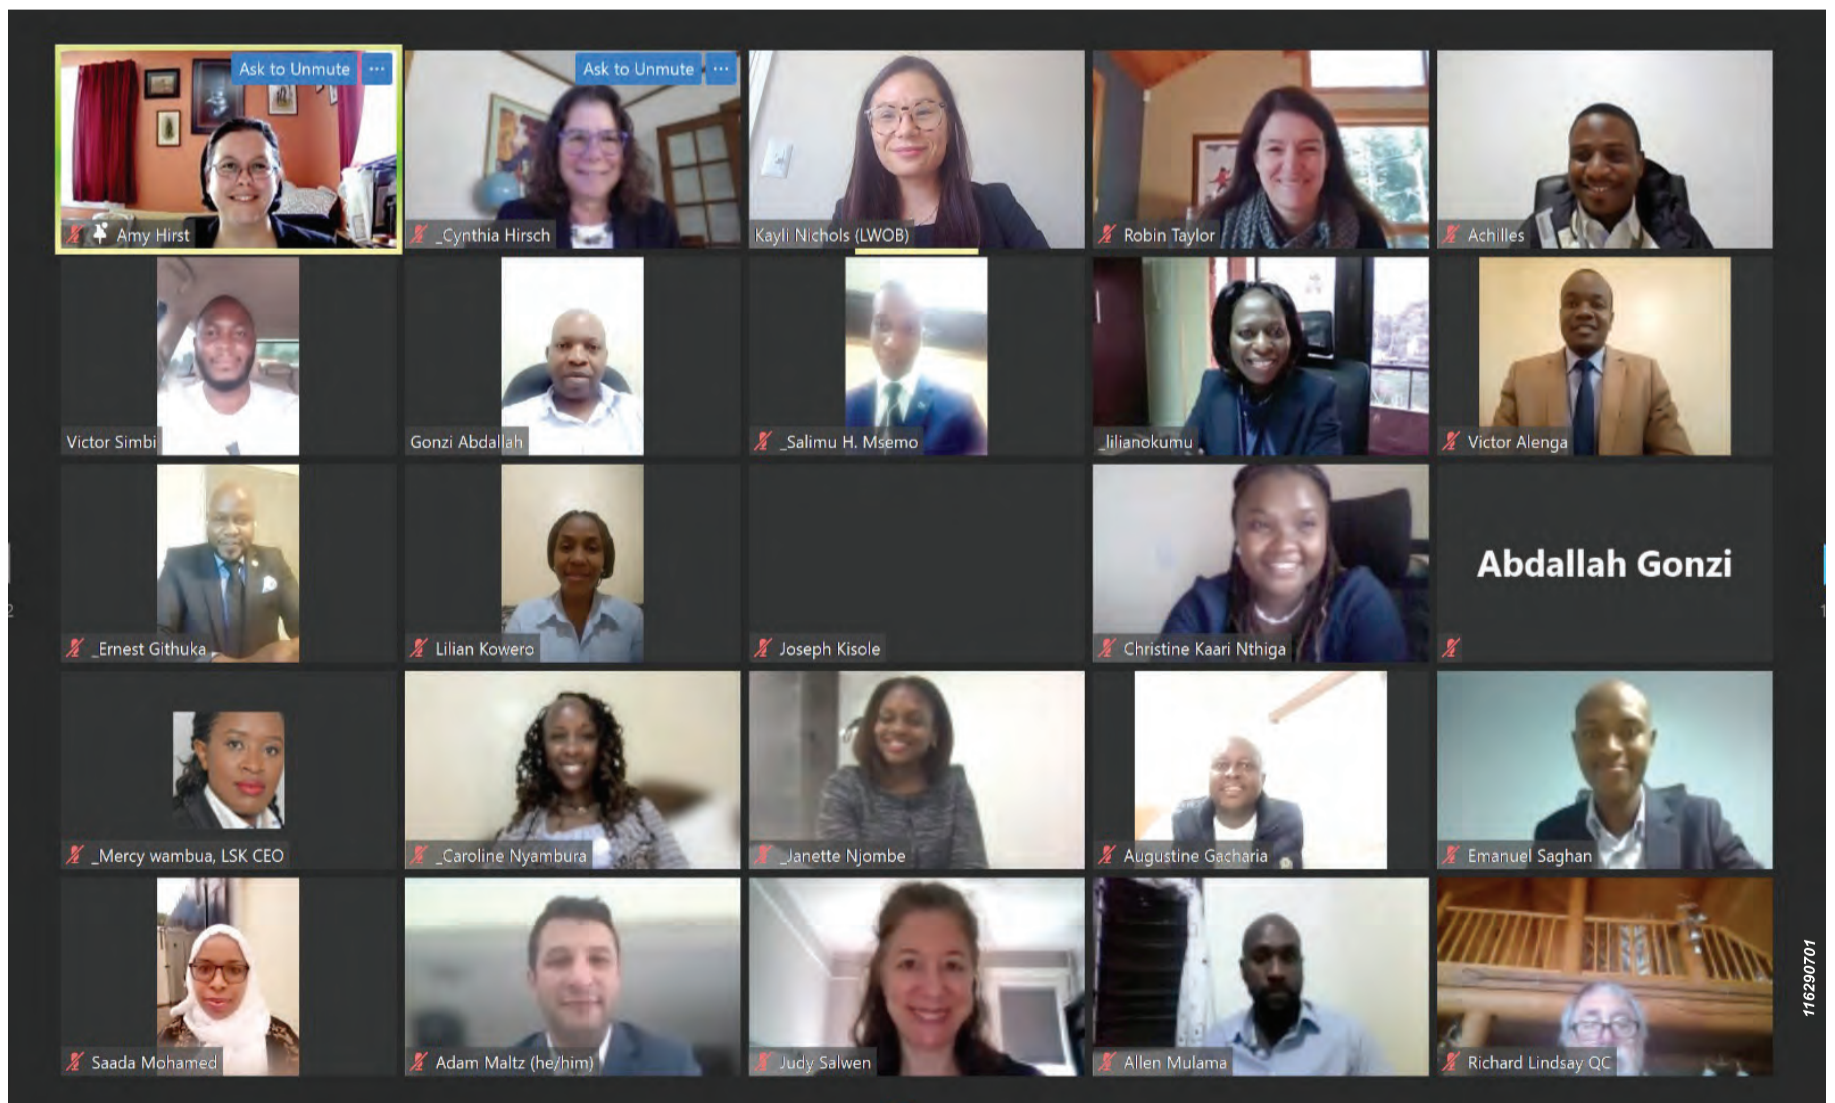 Ask to Unmute ...
Amy Hirst
Ask to Unmute ...
_Cynthia Hirsch
Kayli Nichols (LWOB)
Robin Taylor
Achilles
Victor Simbi
Gonzi Abdallah
_Salimu H. Msemo
_lilianokumu
Victor Alenga
_Ernest Githuka
Lilian Kowero
Joseph Kisole
Christine Kaari Nthiga
Abdallah Gonzi
_Mercy wambua, LSK CEO
_Caroline Nyambura
_Janette Njombe
Augustine Gacharia
Emanuel Saghan
Saada Mohamed
Adam Maltz (he/him)
Judy Salwen
Allen Mulama
Richard Lindsay QC
116290701